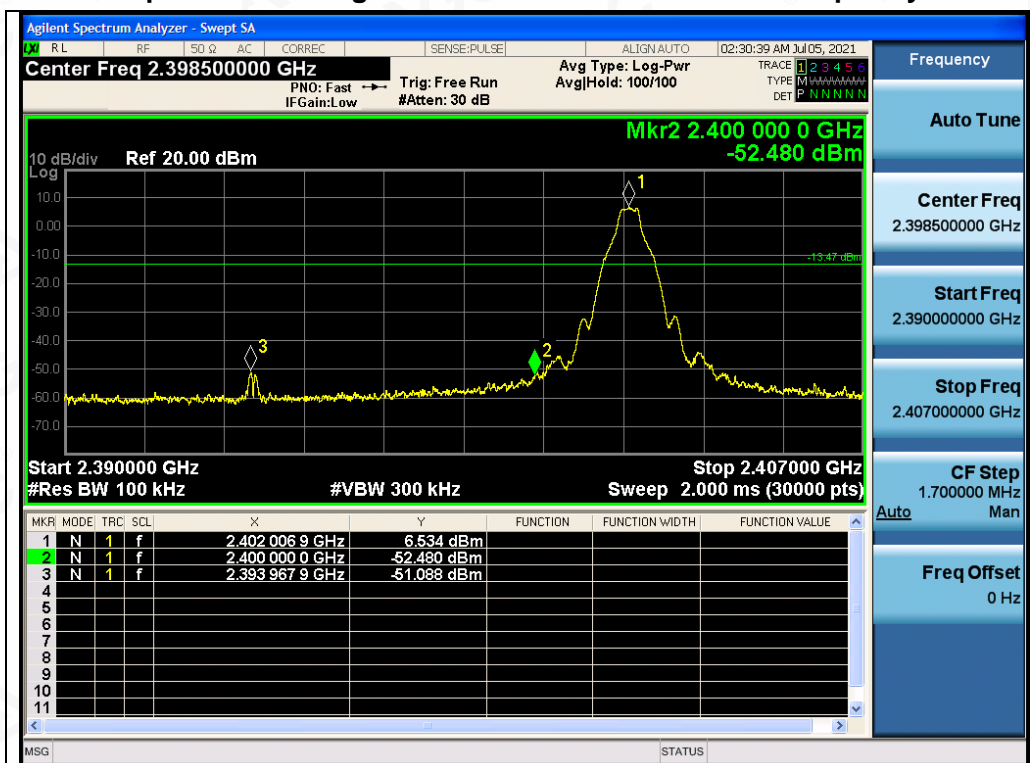 Agilent Spectrum Analyzer - Swept SA
LXI RL RF 50 Ω AC CORREC SENSE:PULSE ALIGN AUTO 02:30:39 AM Jul 05, 2021
Center Freq 2.398500000 GHz
PNO: Fast
IFGain:Low
Trig: Free Run
#Atten: 30 dB
Avg Type: Log-Pwr
Avg|Hold: 100/100
TRACE 1 2 3 4 5 6
TYPE M
DET P N N N N N
Mkr2 2.400 000 0 GHz
-52.480 dBm
10 dB/div Ref 20.00 dBm
Log
10.0
0.00
-10.0
-20.0
-30.0
-40.0
-50.0
-60.0
-70.0
1
-13.47 dBm
2
3
Start 2.390000 GHz Stop 2.407000 GHz
#Res BW 100 kHz #VBW 300 kHz Sweep 2.000 ms (30000 pts)
MKR MODE TRC SCL X Y FUNCTION FUNCTION WIDTH FUNCTION VALUE
1 N 1 f 2.402 006 9 GHz 6.534 dBm
2 N 1 f 2.400 000 0 GHz -52.480 dBm
3 N 1 f 2.393 967 9 GHz -51.088 dBm
4
5
6
7
8
9
10
11
MSG STATUS
Frequency
Auto Tune
Center Freq
2.398500000 GHz
Start Freq
2.390000000 GHz
Stop Freq
2.407000000 GHz
CF Step
1.700000 MHz
Auto Man
Freq Offset
0 Hz